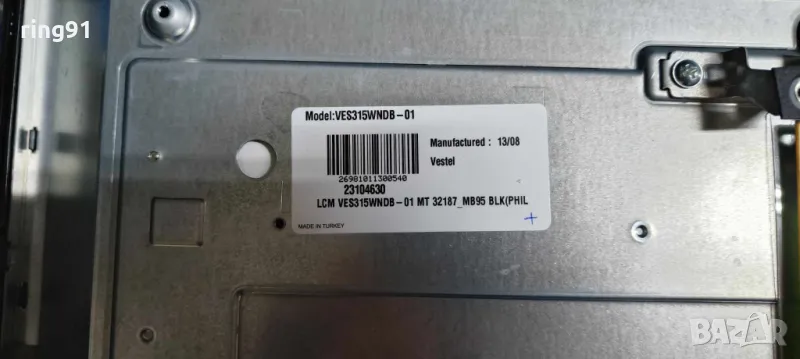 ring91
Model:VES315WNDB-01
Manufactured : 13/08
Vestel
26981011300540
23104630
LCM VES315WNDB-01 MT 32187_MB95 BLK(PHIL
MADE IN TURKEY
BAZAR